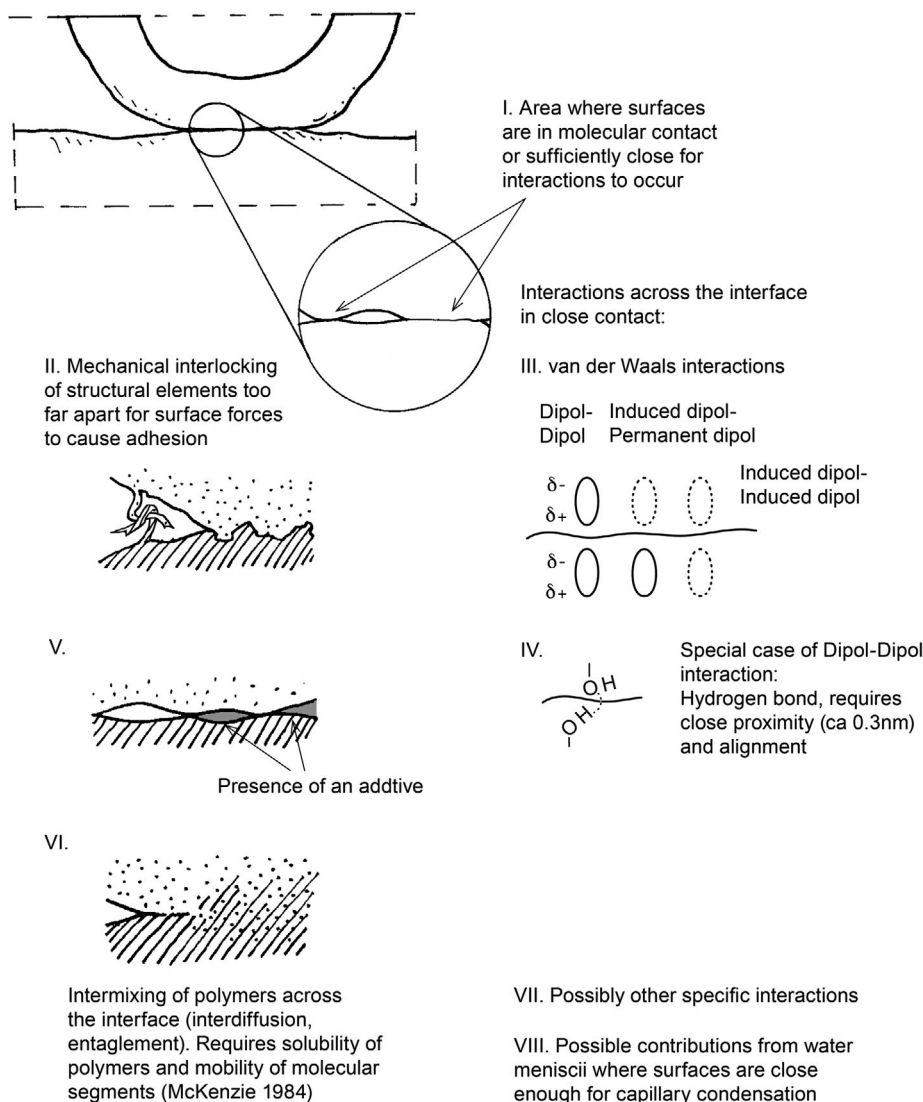 I. Area where surfaces
are in molecular contact
or sufficiently close for
interactions to occur
Interactions across the interface
in close contact:
II. Mechanical interlocking
of structural elements too
far apart for surface forces
to cause adhesion
III. van der Waals interactions
Dipol-
Dipol
Induced dipol-
Permanent dipol
Induced dipol-
Induced dipol
δ-
δ+
δ-
δ+
V.
Presence of an addtive
IV.
OH
OH
Special case of Dipol-Dipol
interaction:
Hydrogen bond, requires
close proximity (ca 0.3nm)
and alignment
VI.
Intermixing of polymers across
the interface (interdiffusion,
entaglement). Requires solubility of
polymers and mobility of molecular
segments (McKenzie 1984)
VII. Possibly other specific interactions
VIII. Possible contributions from water
meniscii where surfaces are close
enough for capillary condensation